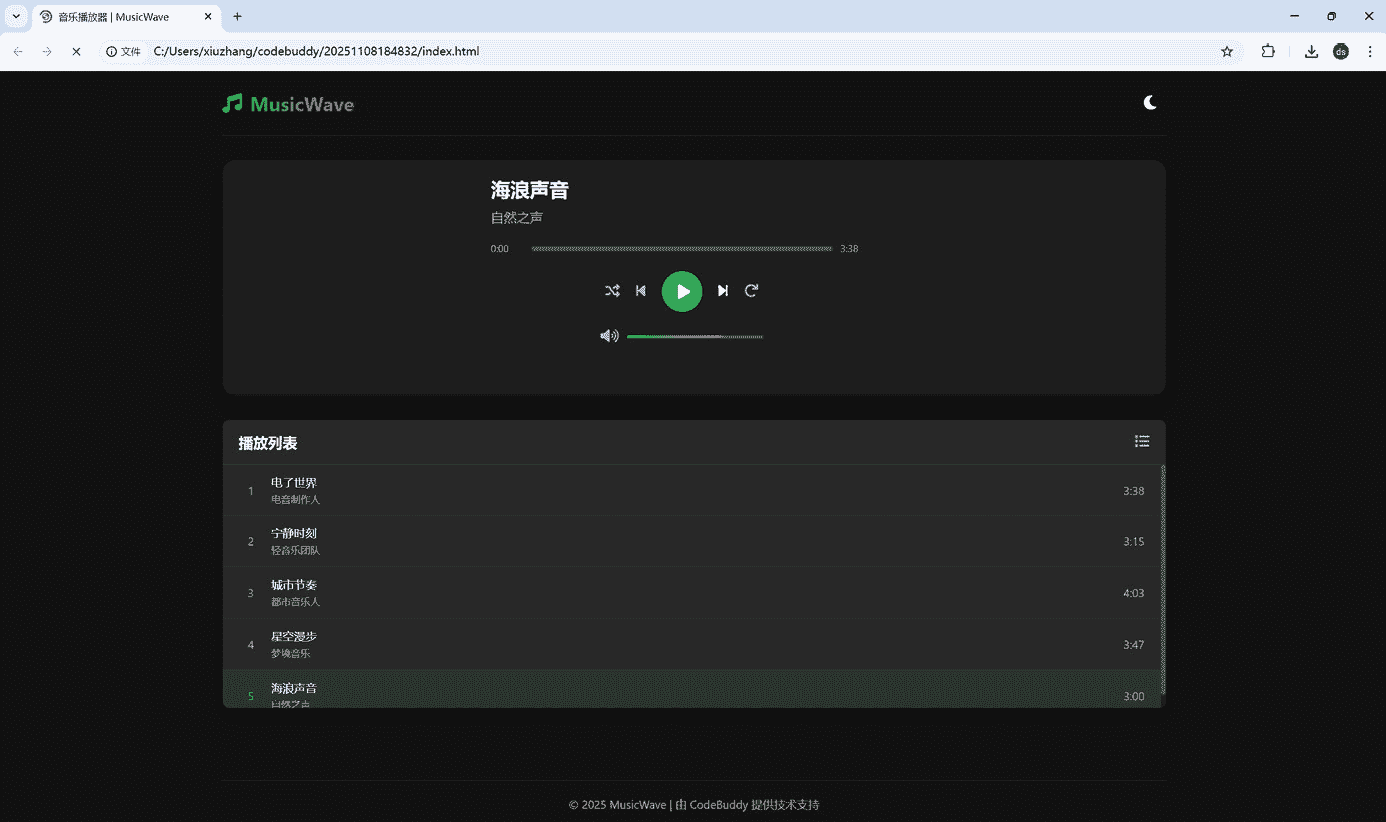 音乐播放器 | MusicWave
文件 C:/Users/xiuzhang/codebuddy/20251108184832/index.html
ds
MusicWave
海浪声音
自然之声
0:00 3:38
播放列表
1 电了世界 3:38
电音制作人
2 宁静时刻 3:15
轻音乐团队
3 城市节奏 4:03
都市音乐人
4 星空漫步 3:47
梦境音乐
5 海浪声音 3:00
自然之声
© 2025 MusicWave | 由 CodeBuddy 提供技术支持